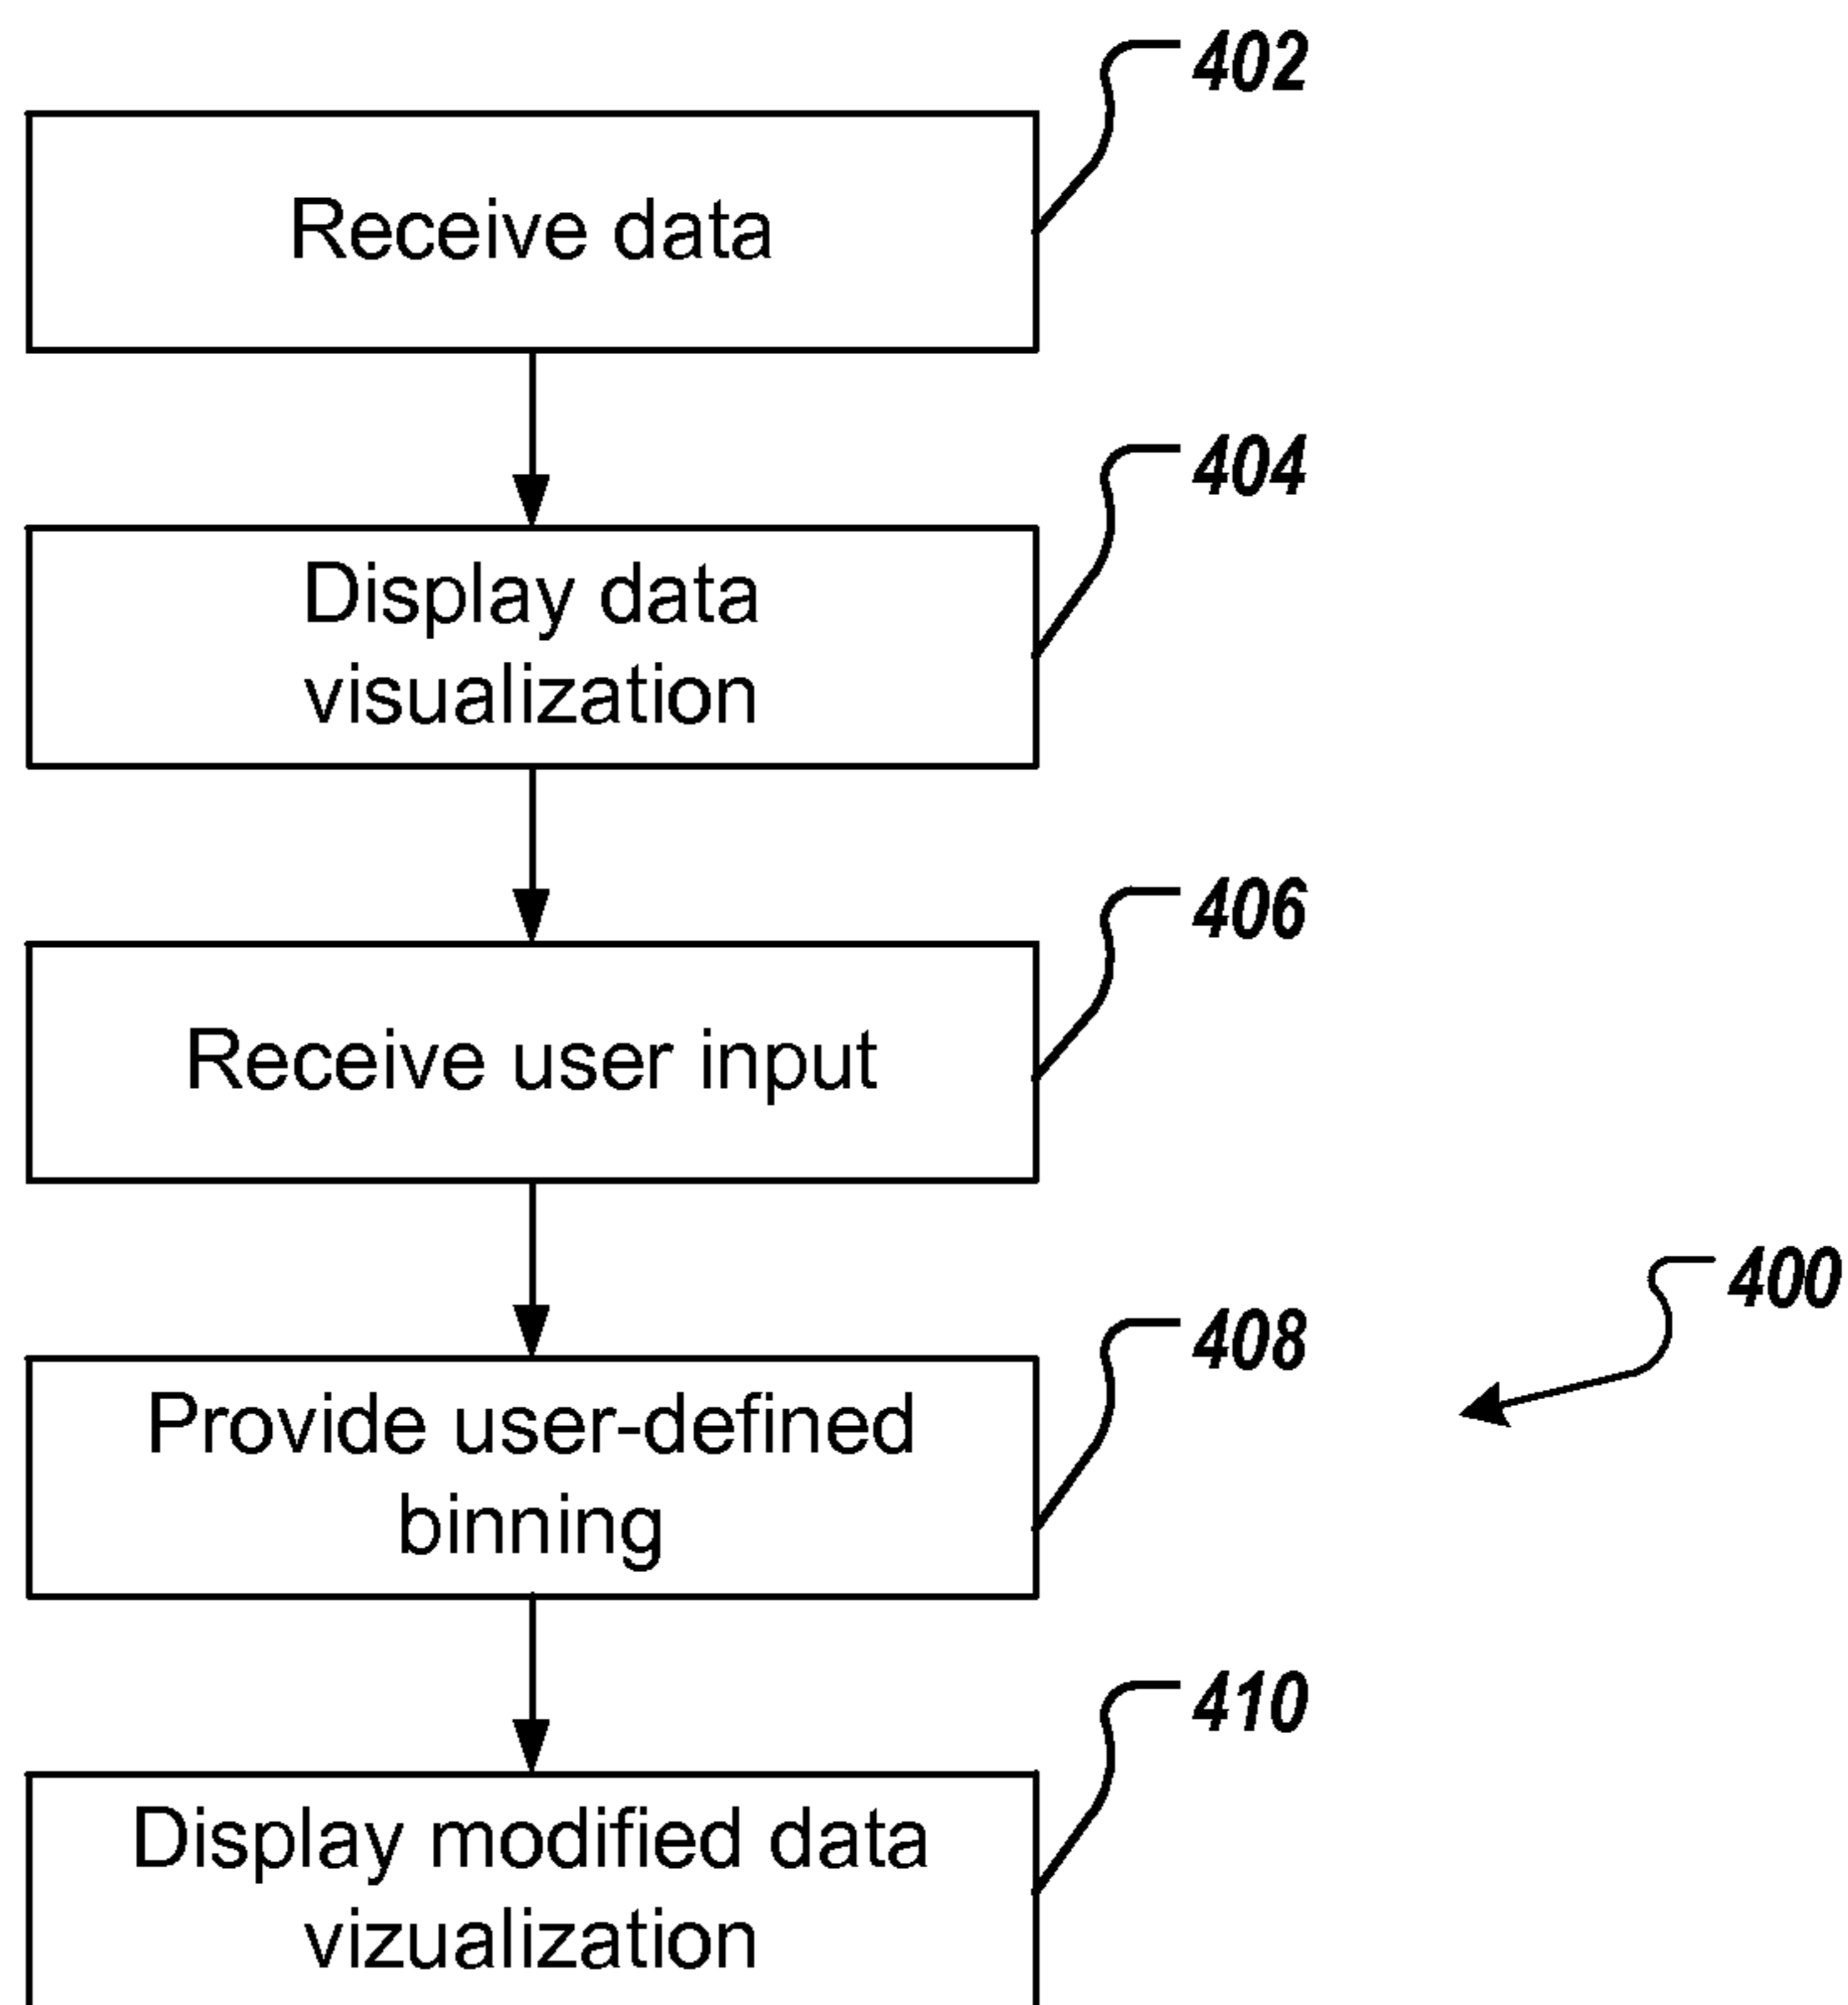 402
Receive data
404
Display data
visualization
406
Receive user input
400
408
Provide user-defined
binning
410
Display modified data
vizualization